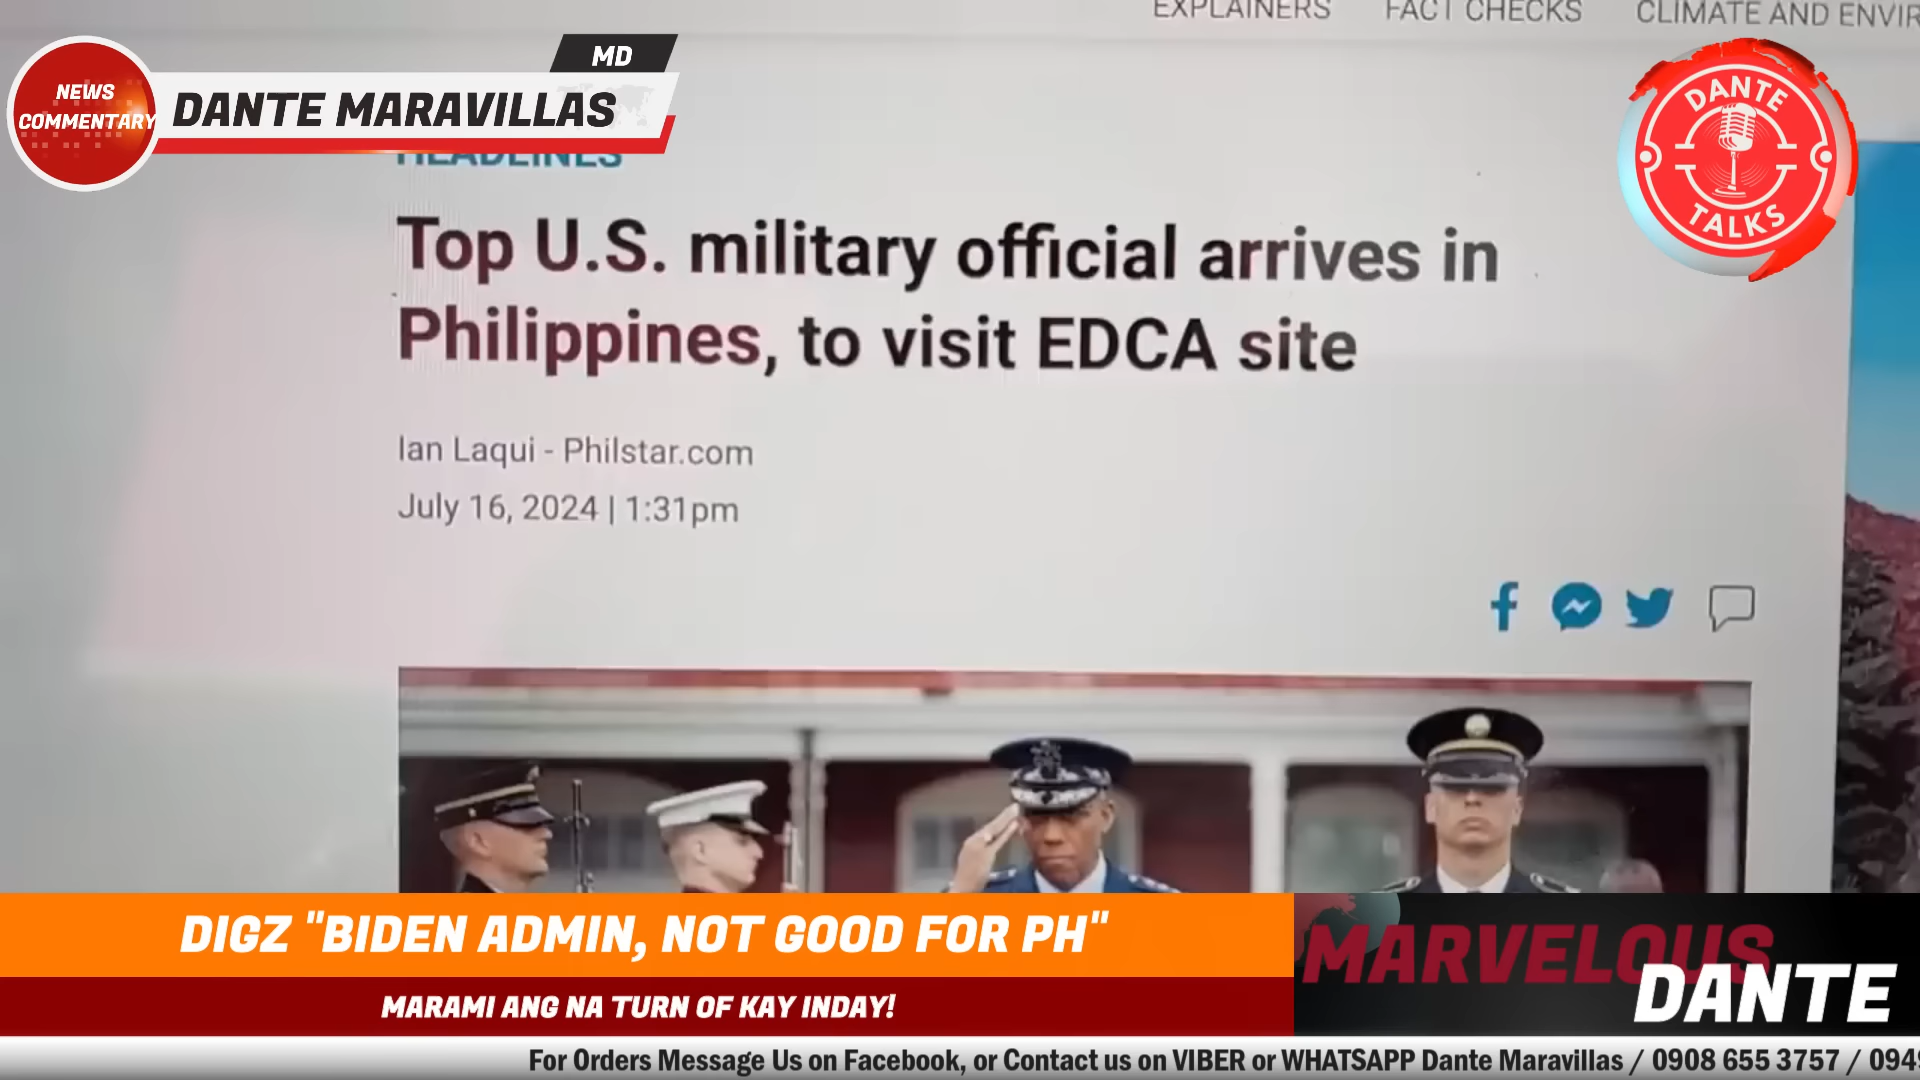 EXPLAINERS FACT CHECKS CLIMATE AND ENVIR
MD
NEWS
COMMENTARY
DANTE MARAVILLAS
DANTE
TALKS
HEADLINES
Top U.S. military official arrives in
Philippines, to visit EDCA site
Ian Laqui - Philstar.com
July 16, 2024 | 1:31pm
DIGZ "BIDEN ADMIN, NOT GOOD FOR PH"
MARAMI ANG NA TURN OF KAY INDAY!
MARVELOUS
DANTE
For Orders Message Us on Facebook, or Contact us on VIBER or WHATSAPP Dante Maravillas / 0908 655 3757 / 094